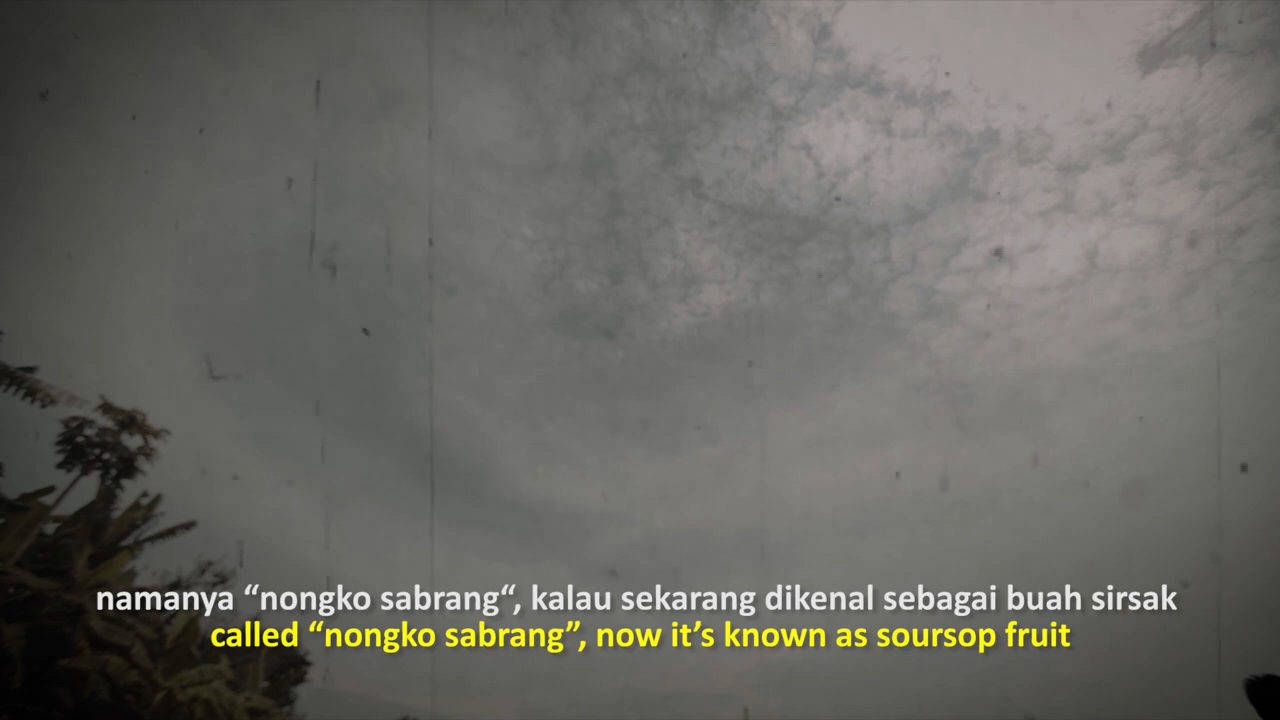 namanya “nongko sabrang“, kalau sekarang dikenal sebagai buah sirsak
called “nongko sabrang”, now it’s known as soursop fruit